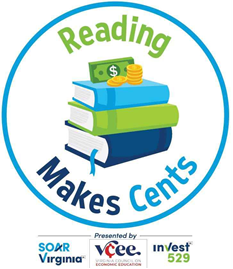 Reading
$
Makes Cents
Presented by
SOAR
Virginia
vcee.
VIRGINIA COUNCIL ON
ECONOMIC EDUCATION
inVest
529